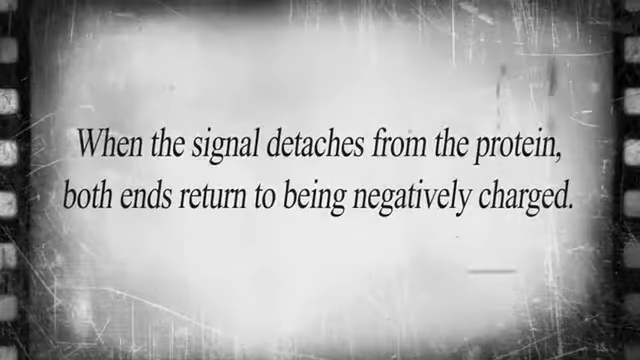 When the signal detaches from the protein,
both ends return to being negatively charged.